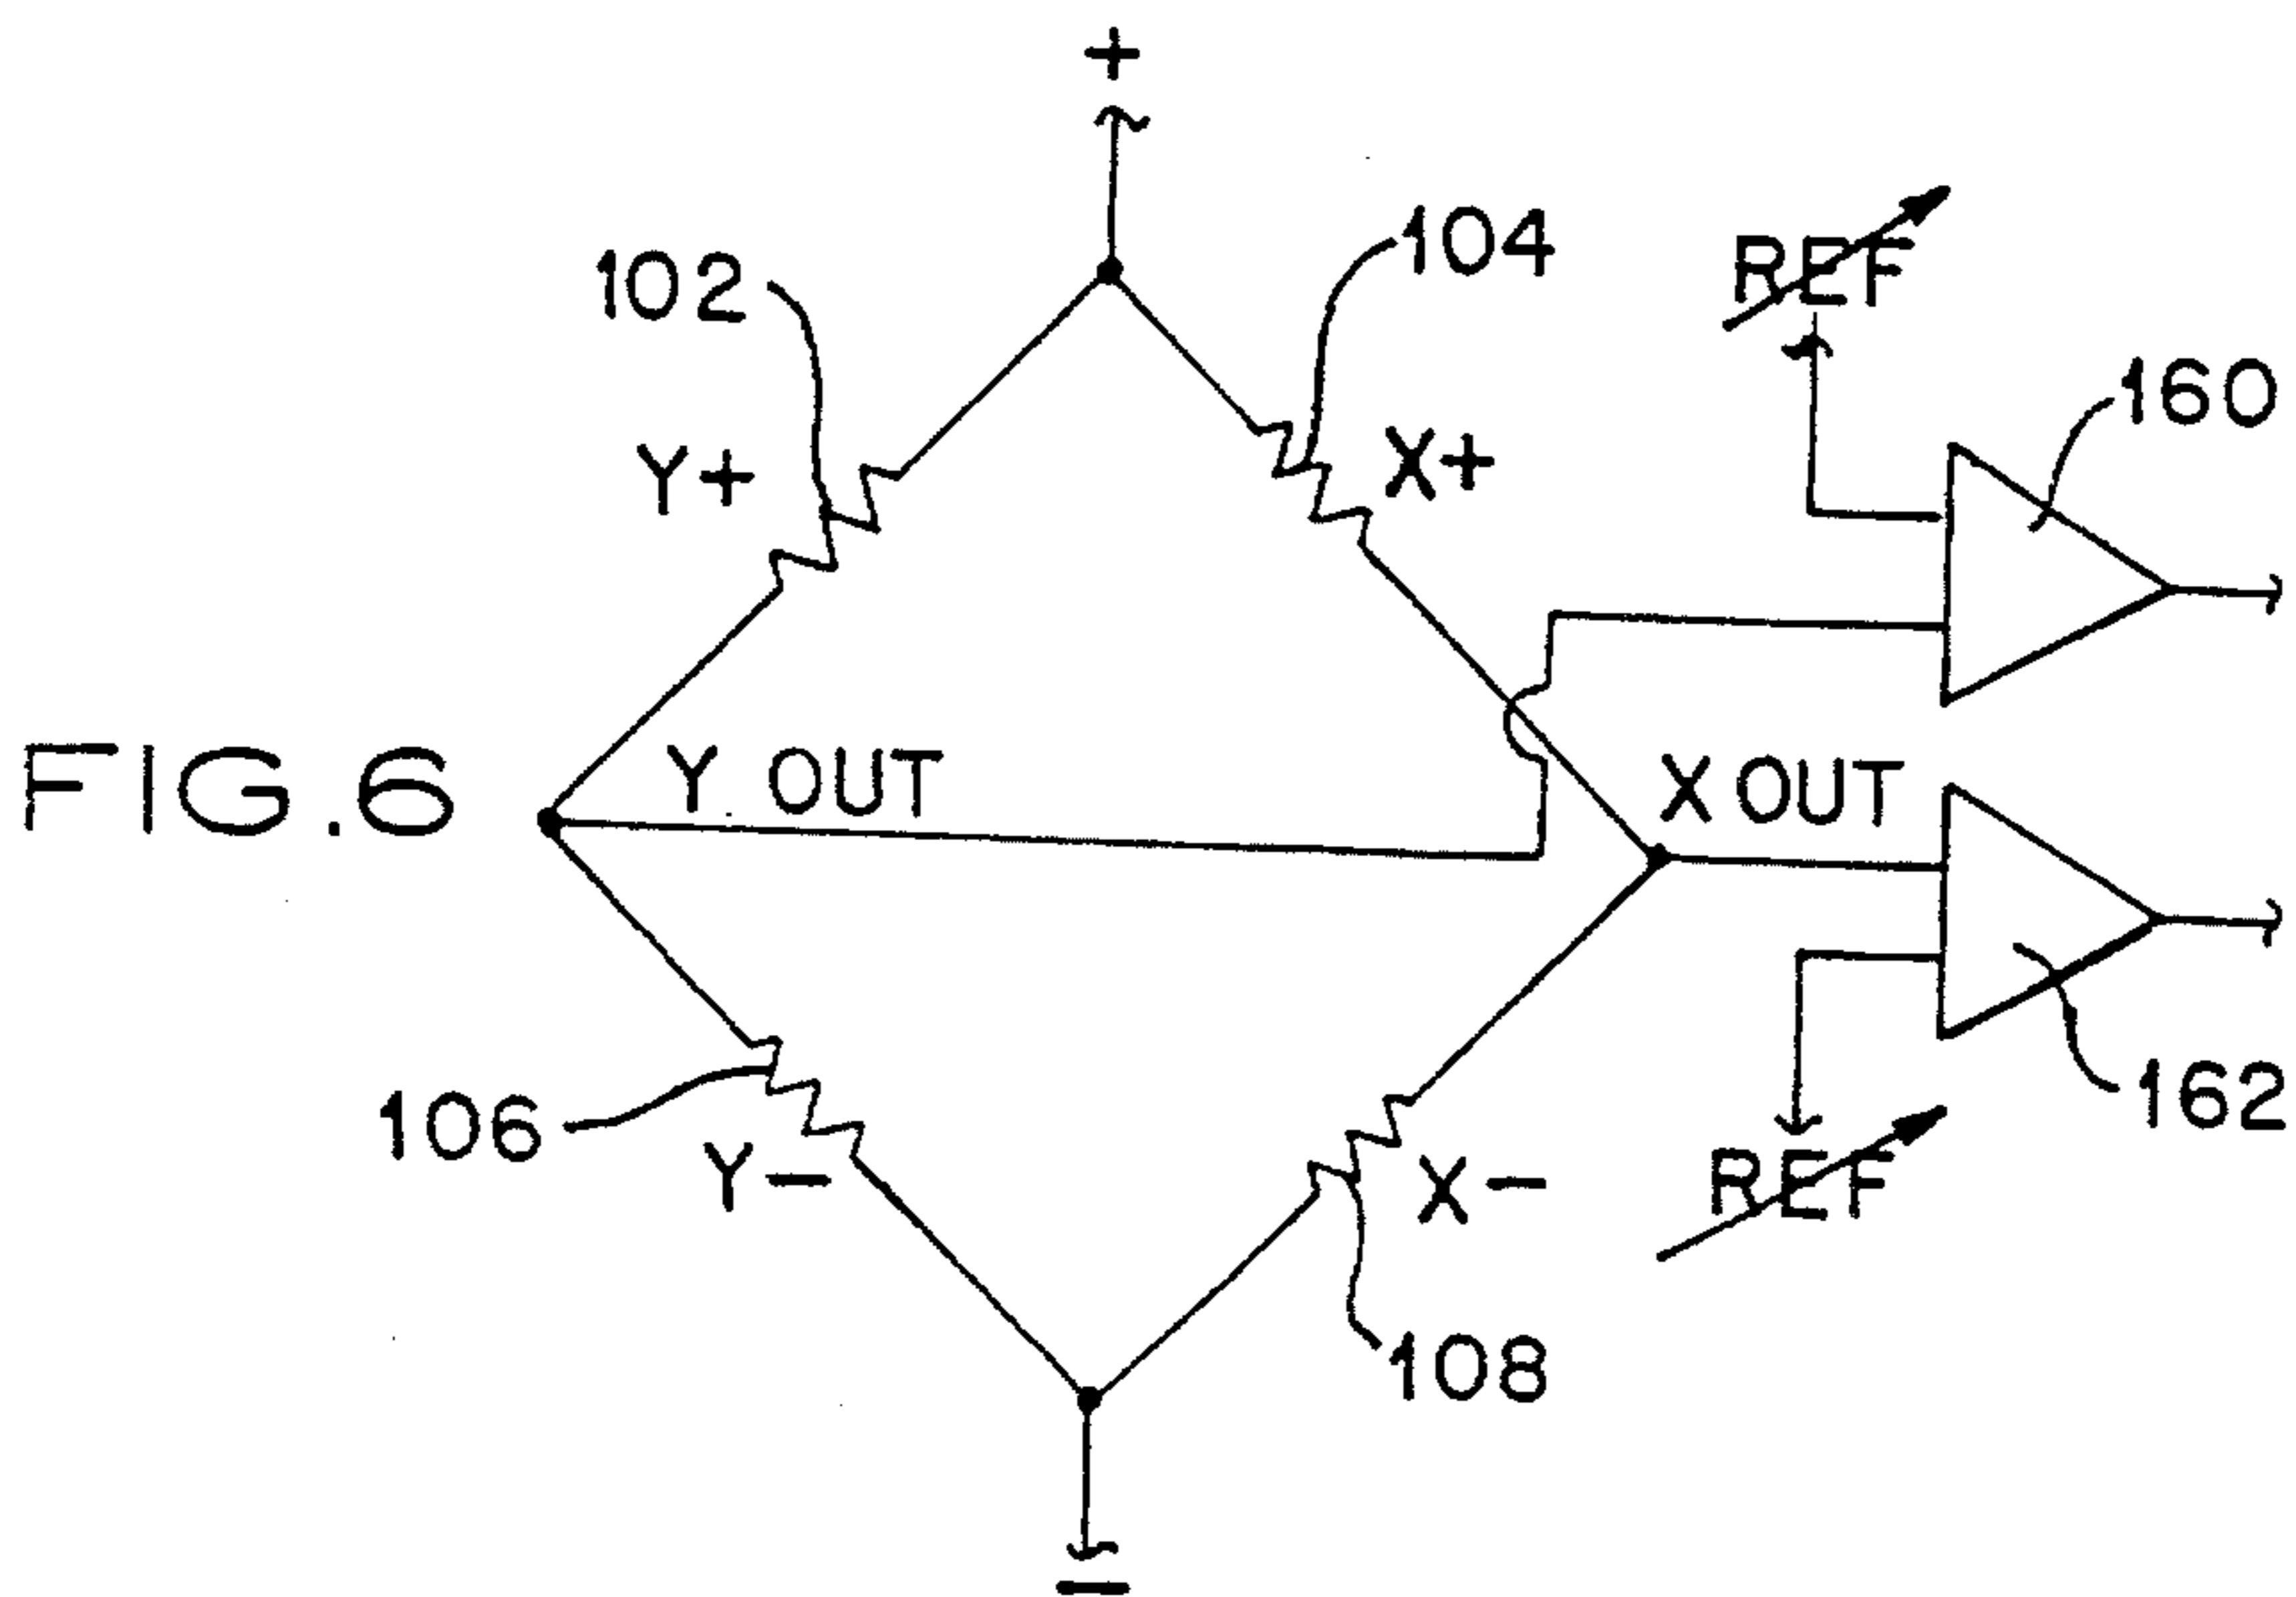 +
102
104
REF
160
Y+
X+
FIG.6
Y OUT
X OUT
106
Y-
X-
162
REF
108
-